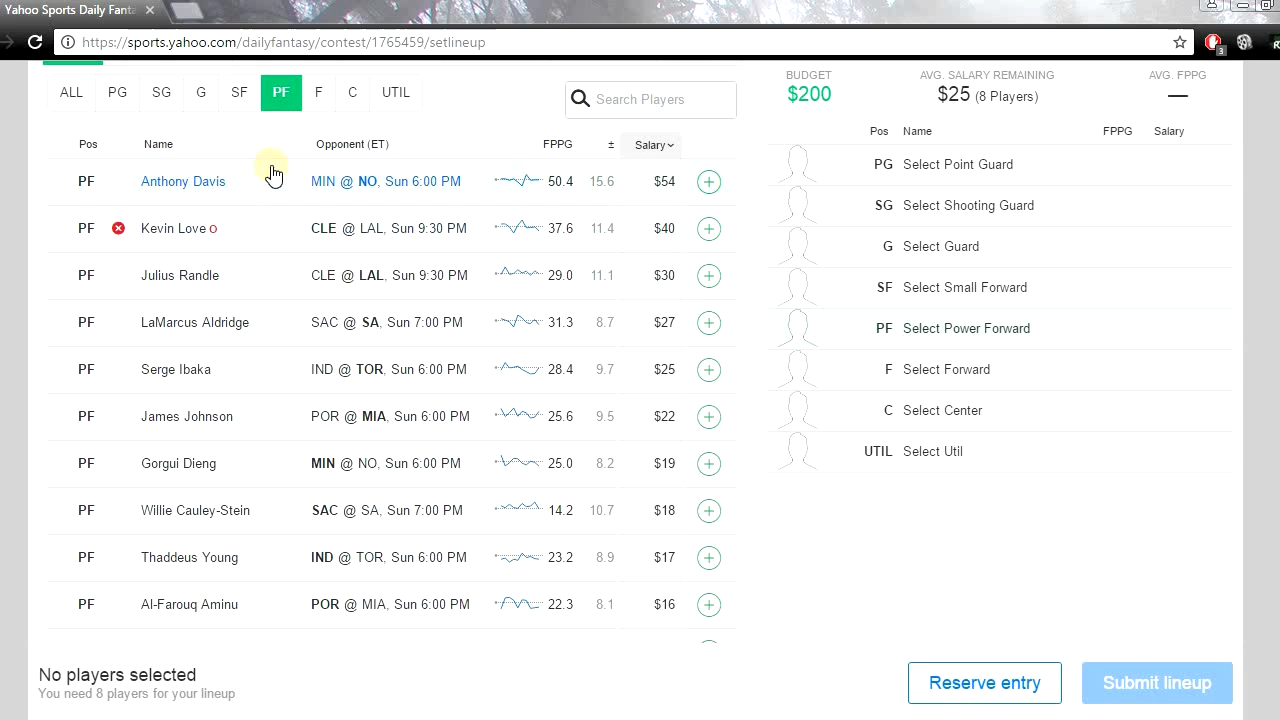 Yahoo Sports Daily Fanta
https://sports.yahoo.com/dailyfantasy/contest/1765459/setlineup
3
ALL PG SG G SF PF F C UTIL
Search Players
BUDGET AVG. SALARY REMAINING AVG. FPPG
$200 $25 (8 Players) —
Pos Name Opponent (ET) FPPG ± Salary
PF Anthony Davis MIN @ NO, Sun 6:00 PM 50.4 15.6 $54
PF Kevin Love O CLE @ LAL, Sun 9:30 PM 37.6 11.4 $40
PF Julius Randle CLE @ LAL, Sun 9:30 PM 29.0 11.1 $30
PF LaMarcus Aldridge SAC @ SA, Sun 7:00 PM 31.3 8.7 $27
PF Serge Ibaka IND @ TOR, Sun 6:00 PM 28.4 9.7 $25
PF James Johnson POR @ MIA, Sun 6:00 PM 25.6 9.5 $22
PF Gorgui Dieng MIN @ NO, Sun 6:00 PM 25.0 8.2 $19
PF Willie Cauley-Stein SAC @ SA, Sun 7:00 PM 14.2 10.7 $18
PF Thaddeus Young IND @ TOR, Sun 6:00 PM 23.2 8.9 $17
PF Al-Farouq Aminu POR @ MIA, Sun 6:00 PM 22.3 8.1 $16
Pos Name FPPG Salary
PG Select Point Guard
SG Select Shooting Guard
G Select Guard
SF Select Small Forward
PF Select Power Forward
F Select Forward
C Select Center
UTIL Select Util
No players selected
You need 8 players for your lineup
Reserve entry
Submit lineup